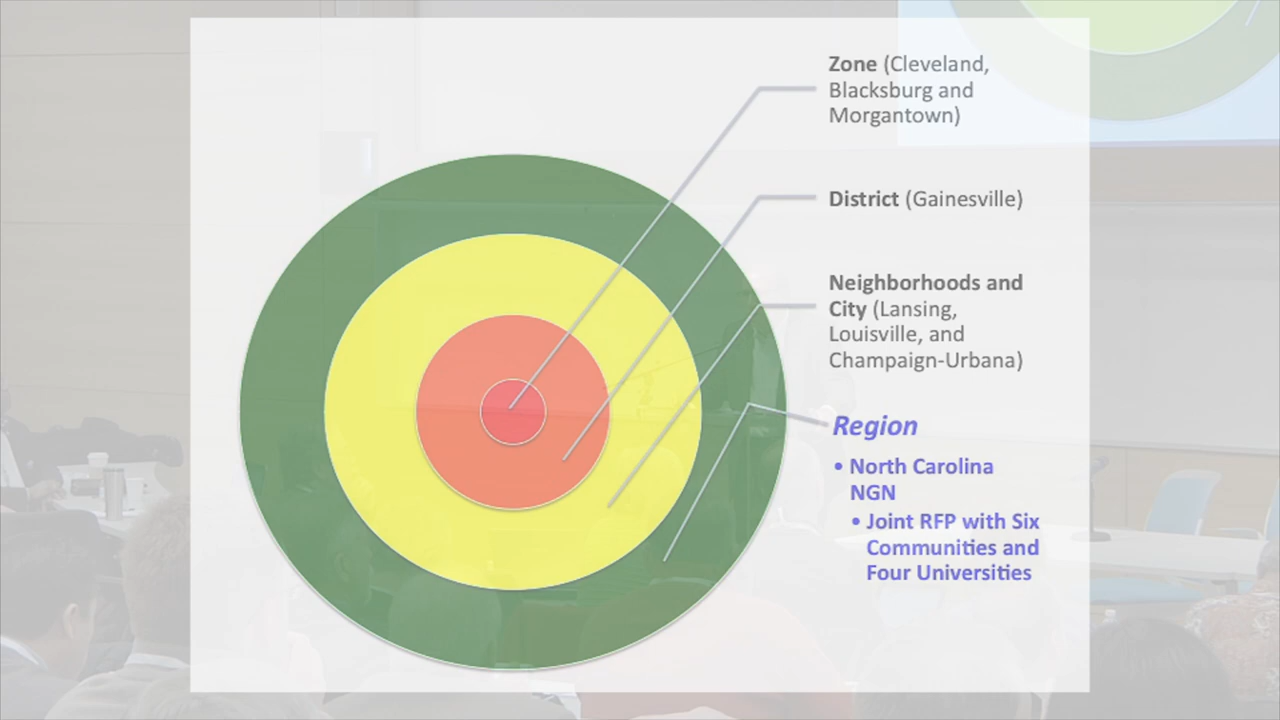 Zone (Cleveland,
Blacksburg and
Morgantown)
District (Gainesville)
Neighborhoods and
City (Lansing,
Louisville, and
Champaign-Urbana)
Region
• North Carolina
NGN
• Joint RFP with Six
Communities and
Four Universities